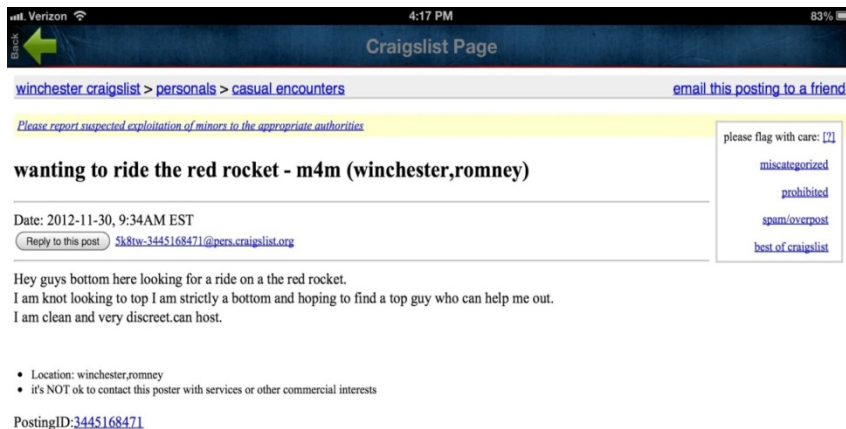 Verizon 4:17 PM 83%
Back
Craigslist Page
winchester craigslist > personals > casual encounters email this posting to a friend
Please report suspected exploitation of minors to the appropriate authorities
please flag with care: [?]
miscategorized
prohibited
spam/overpost
best of craigslist
wanting to ride the red rocket - m4m (winchester,romney)
Date: 2012-11-30, 9:34AM EST
Reply to this post 5k8tw-3445168471@pers.craigslist.org
Hey guys bottom here looking for a ride on a the red rocket.
I am knot looking to top I am strictly a bottom and hoping to find a top guy who can help me out.
I am clean and very discreet.can host.
• Location: winchester,romney
• it's NOT ok to contact this poster with services or other commercial interests
PostingID:3445168471